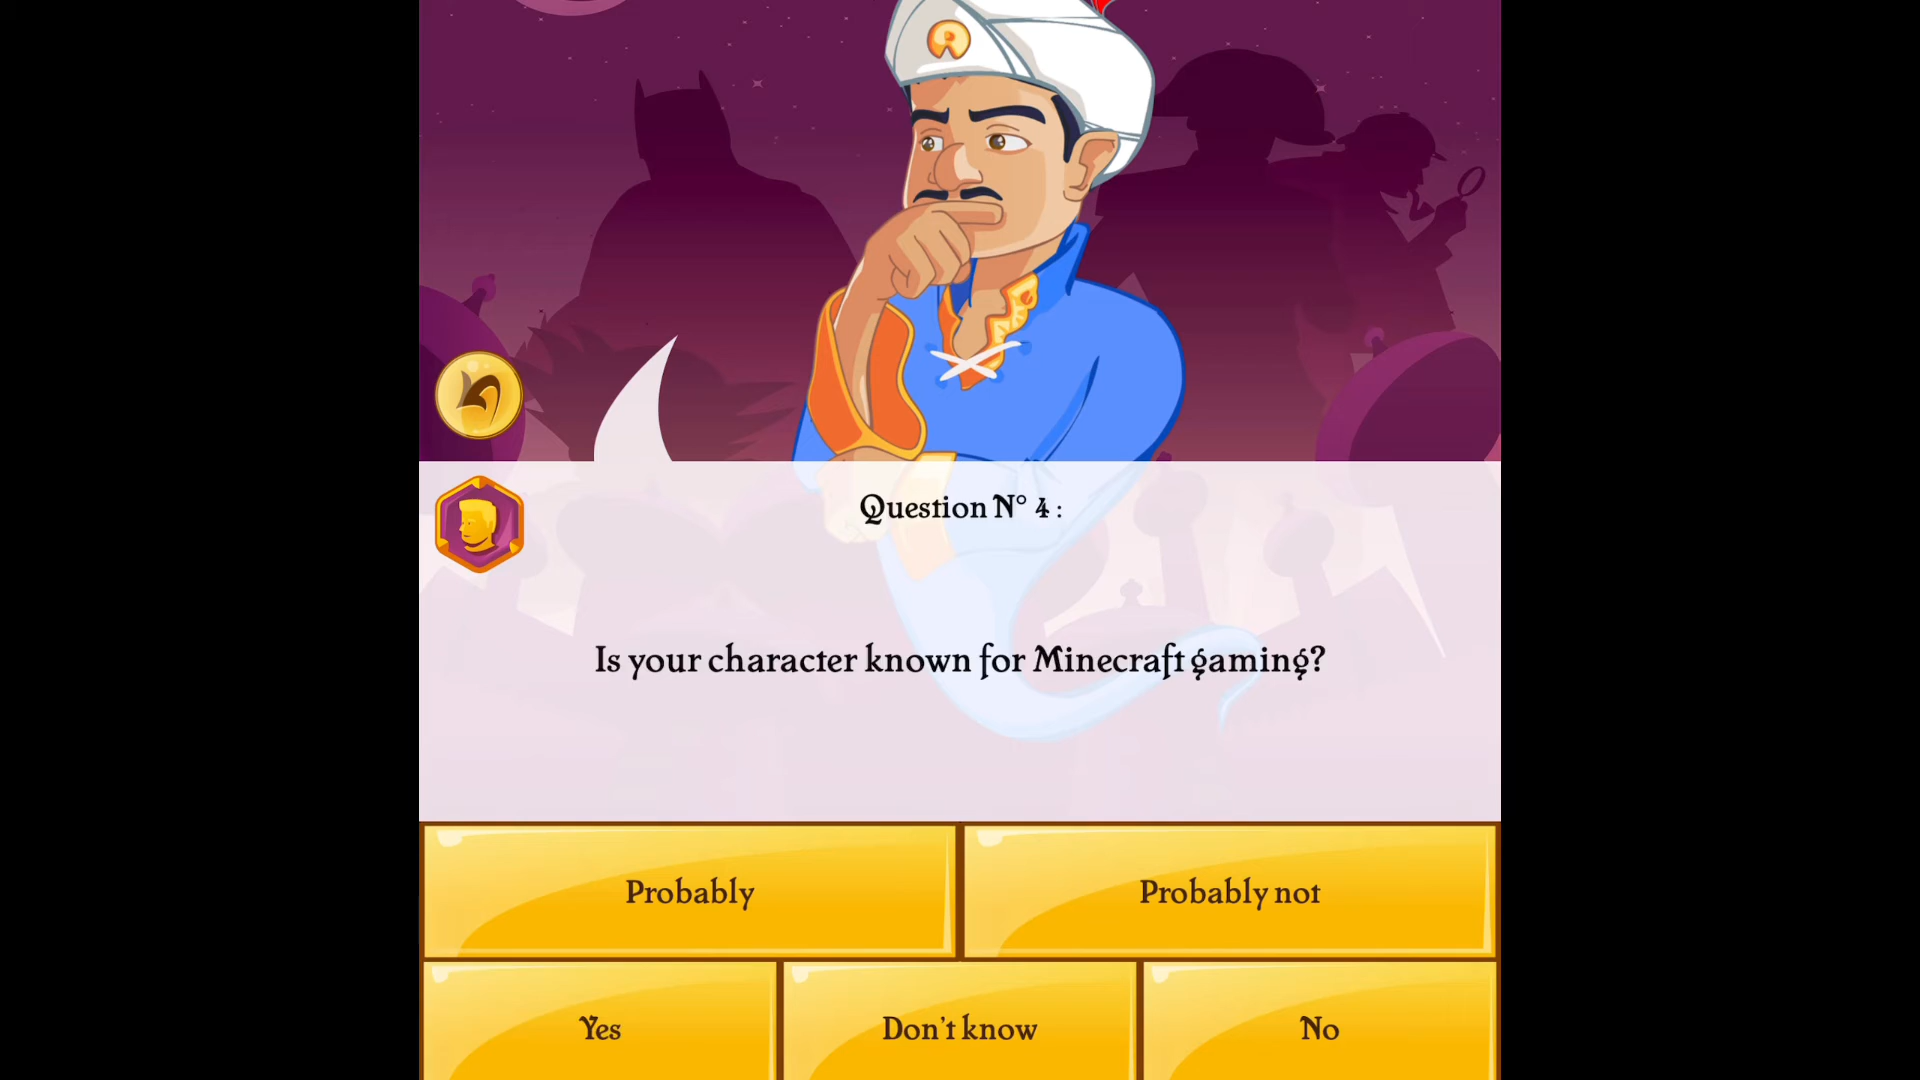 Question N° 4 :
Is your character known for Minecraft gaming?
Probably
Probably not
Yes
Don't know
No